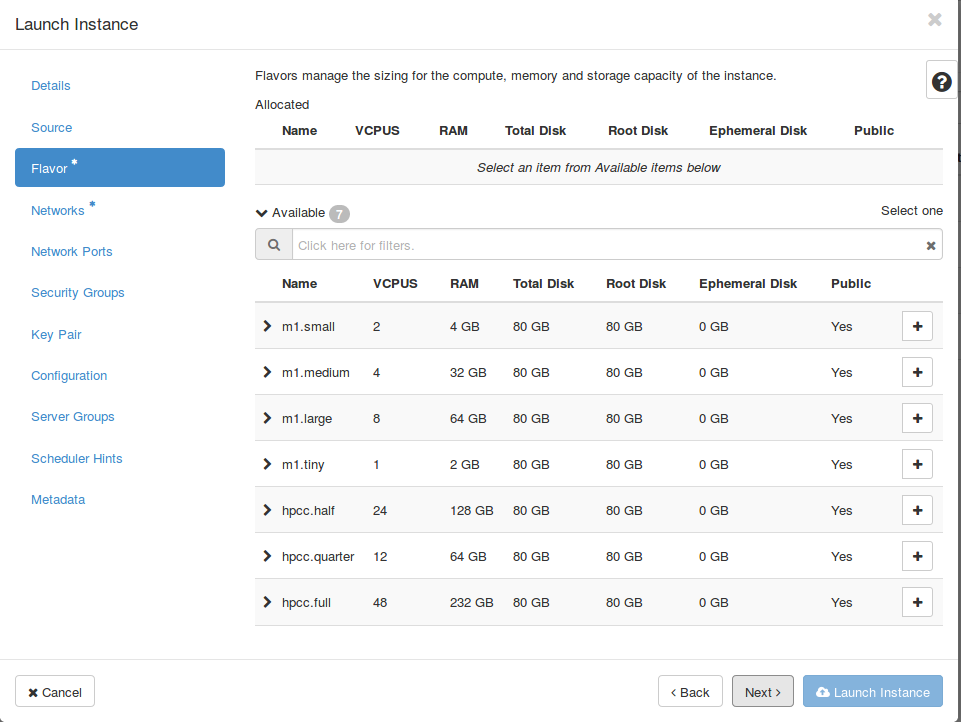 Launch Instance
Details
Source
Flavor *
Networks *
Network Ports
Security Groups
Key Pair
Configuration
Server Groups
Scheduler Hints
Metadata
Flavors manage the sizing for the compute, memory and storage capacity of the instance.
Allocated
Name VCPUS RAM Total Disk Root Disk Ephemeral Disk Public
Select an item from Available items below
Available 7 Select one
Click here for filters.
Name VCPUS RAM Total Disk Root Disk Ephemeral Disk Public
m1.small 2 4 GB 80 GB 80 GB 0 GB Yes
m1.medium 4 32 GB 80 GB 80 GB 0 GB Yes
m1.large 8 64 GB 80 GB 80 GB 0 GB Yes
m1.tiny 1 2 GB 80 GB 80 GB 0 GB Yes
hpcc.half 24 128 GB 80 GB 80 GB 0 GB Yes
hpcc.quarter 12 64 GB 80 GB 80 GB 0 GB Yes
hpcc.full 48 232 GB 80 GB 80 GB 0 GB Yes
Cancel < Back Next > Launch Instance